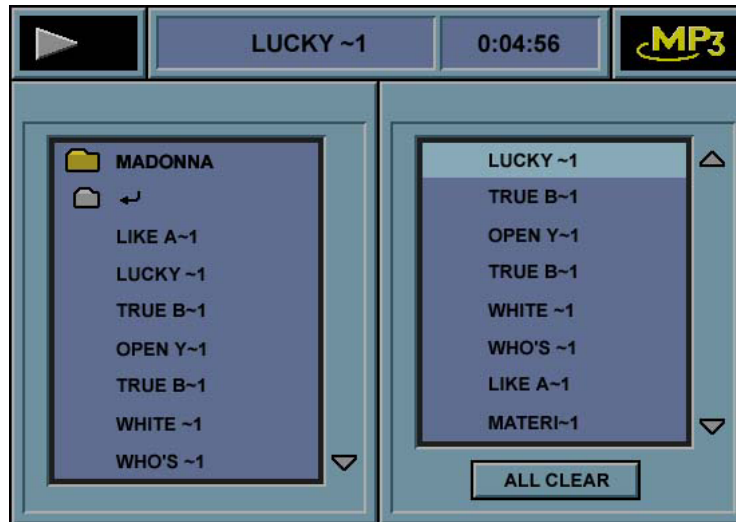 LUCKY ~1
0:04:56
MP3
MADONNA
LIKE A~1
LUCKY ~1
TRUE B~1
OPEN Y~1
TRUE B~1
WHITE ~1
WHO'S ~1
LUCKY ~1
TRUE B~1
OPEN Y~1
TRUE B~1
WHITE ~1
WHO'S ~1
LIKE A~1
MATERI~1
ALL CLEAR